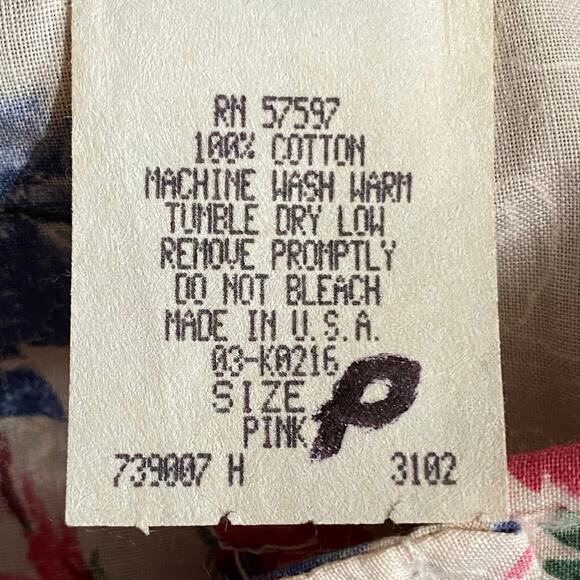 RN 57597
100% COTTON
MACHINE WASH WARM
TUMBLE DRY LOW
REMOVE PROMPTLY
DO NOT BLEACH
MADE IN U.S.A.
03-K0216
SIZE P
PINK
739007 H 3102